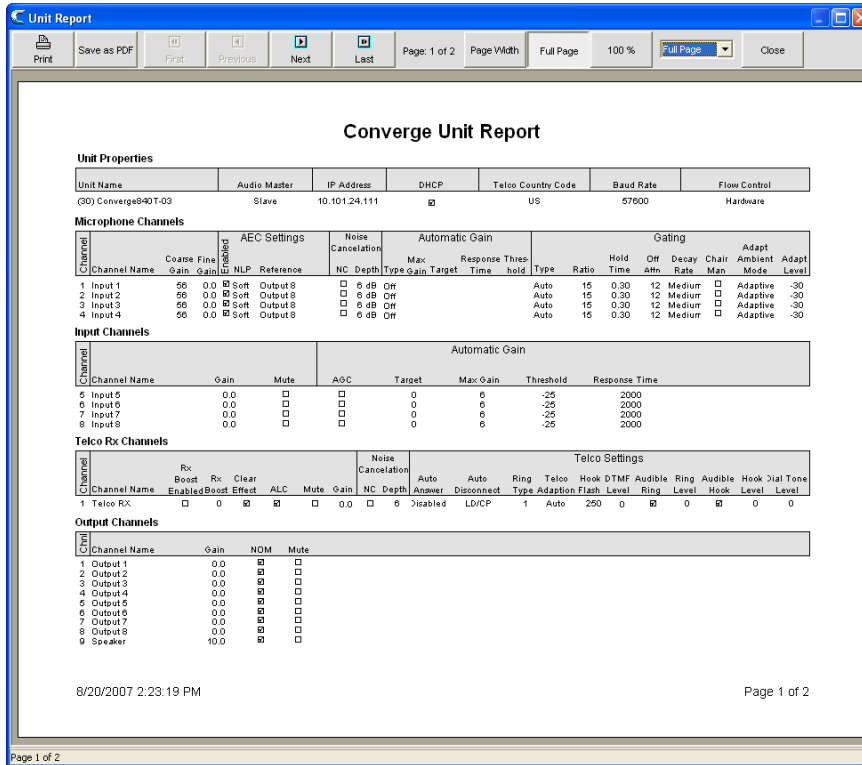 Unit Report
Print Save as PDF First Previous Next Last Page: 1 of 2 Page Width Full Page 100 % Full Page Close
Converge Unit Report
Unit Properties
Unit Name Audio Master IP Address DHCP Telco Country Code Baud Rate Flow Control
(30) Converge840T-03 Slave 10.101.24.111 US 57600 Hardware
Microphone Channels
AEC Settings Noise Cancelation Automatic Gain Gating
Channel Channel Name Coarse Gain Fine Gain Enabled NLP Reference NC Depth Type Max Gain Target Response Time Thres- hold Type Ratio Hold Time Off Attn Decay Rate Chair Man Adapt Ambient Mode Adapt Level
1 Input 1 56 0.0 Soft Output 8 6 dB Off Auto 15 0.30 12 Mediur Adaptive -30
2 Input 2 56 0.0 Soft Output 8 6 dB Off Auto 15 0.30 12 Mediur Adaptive -30
3 Input 3 56 0.0 Soft Output 8 6 dB Off Auto 15 0.30 12 Mediur Adaptive -30
4 Input 4 56 0.0 Soft Output 8 6 dB Off Auto 15 0.30 12 Mediur Adaptive -30
Input Channels
Automatic Gain
Channel Channel Name Gain Mute AGC Target Max Gain Threshold Response Time
5 Input 5 0.0 0 6 -25 2000
6 Input 6 0.0 0 6 -25 2000
7 Input 7 0.0 0 6 -25 2000
8 Input 8 0.0 0 6 -25 2000
Telco Rx Channels
Noise Cancelation Telco Settings
Channel Channel Name Rx Boost Enabled Rx Boost Clear Effect ALC Mute Gain NC Depth Auto Answer Auto Disconnect Ring Type Telco Adaption Hook Flash DTMF Level Audible Ring Ring Level Audible Hook Hook Level Dial Tone Level
1 Telco RX 0 0.0 6 Disabled LD/CP 1 Auto 250 0 0 0 0
Output Channels
Chnl Channel Name Gain NOM Mute
1 Output 1 0.0
2 Output 2 0.0
3 Output 3 0.0
4 Output 4 0.0
5 Output 5 0.0
6 Output 6 0.0
7 Output 7 0.0
8 Output 8 0.0
9 Speaker 10.0
8/20/2007 2:23:19 PM Page 1 of 2
Page 1 of 2